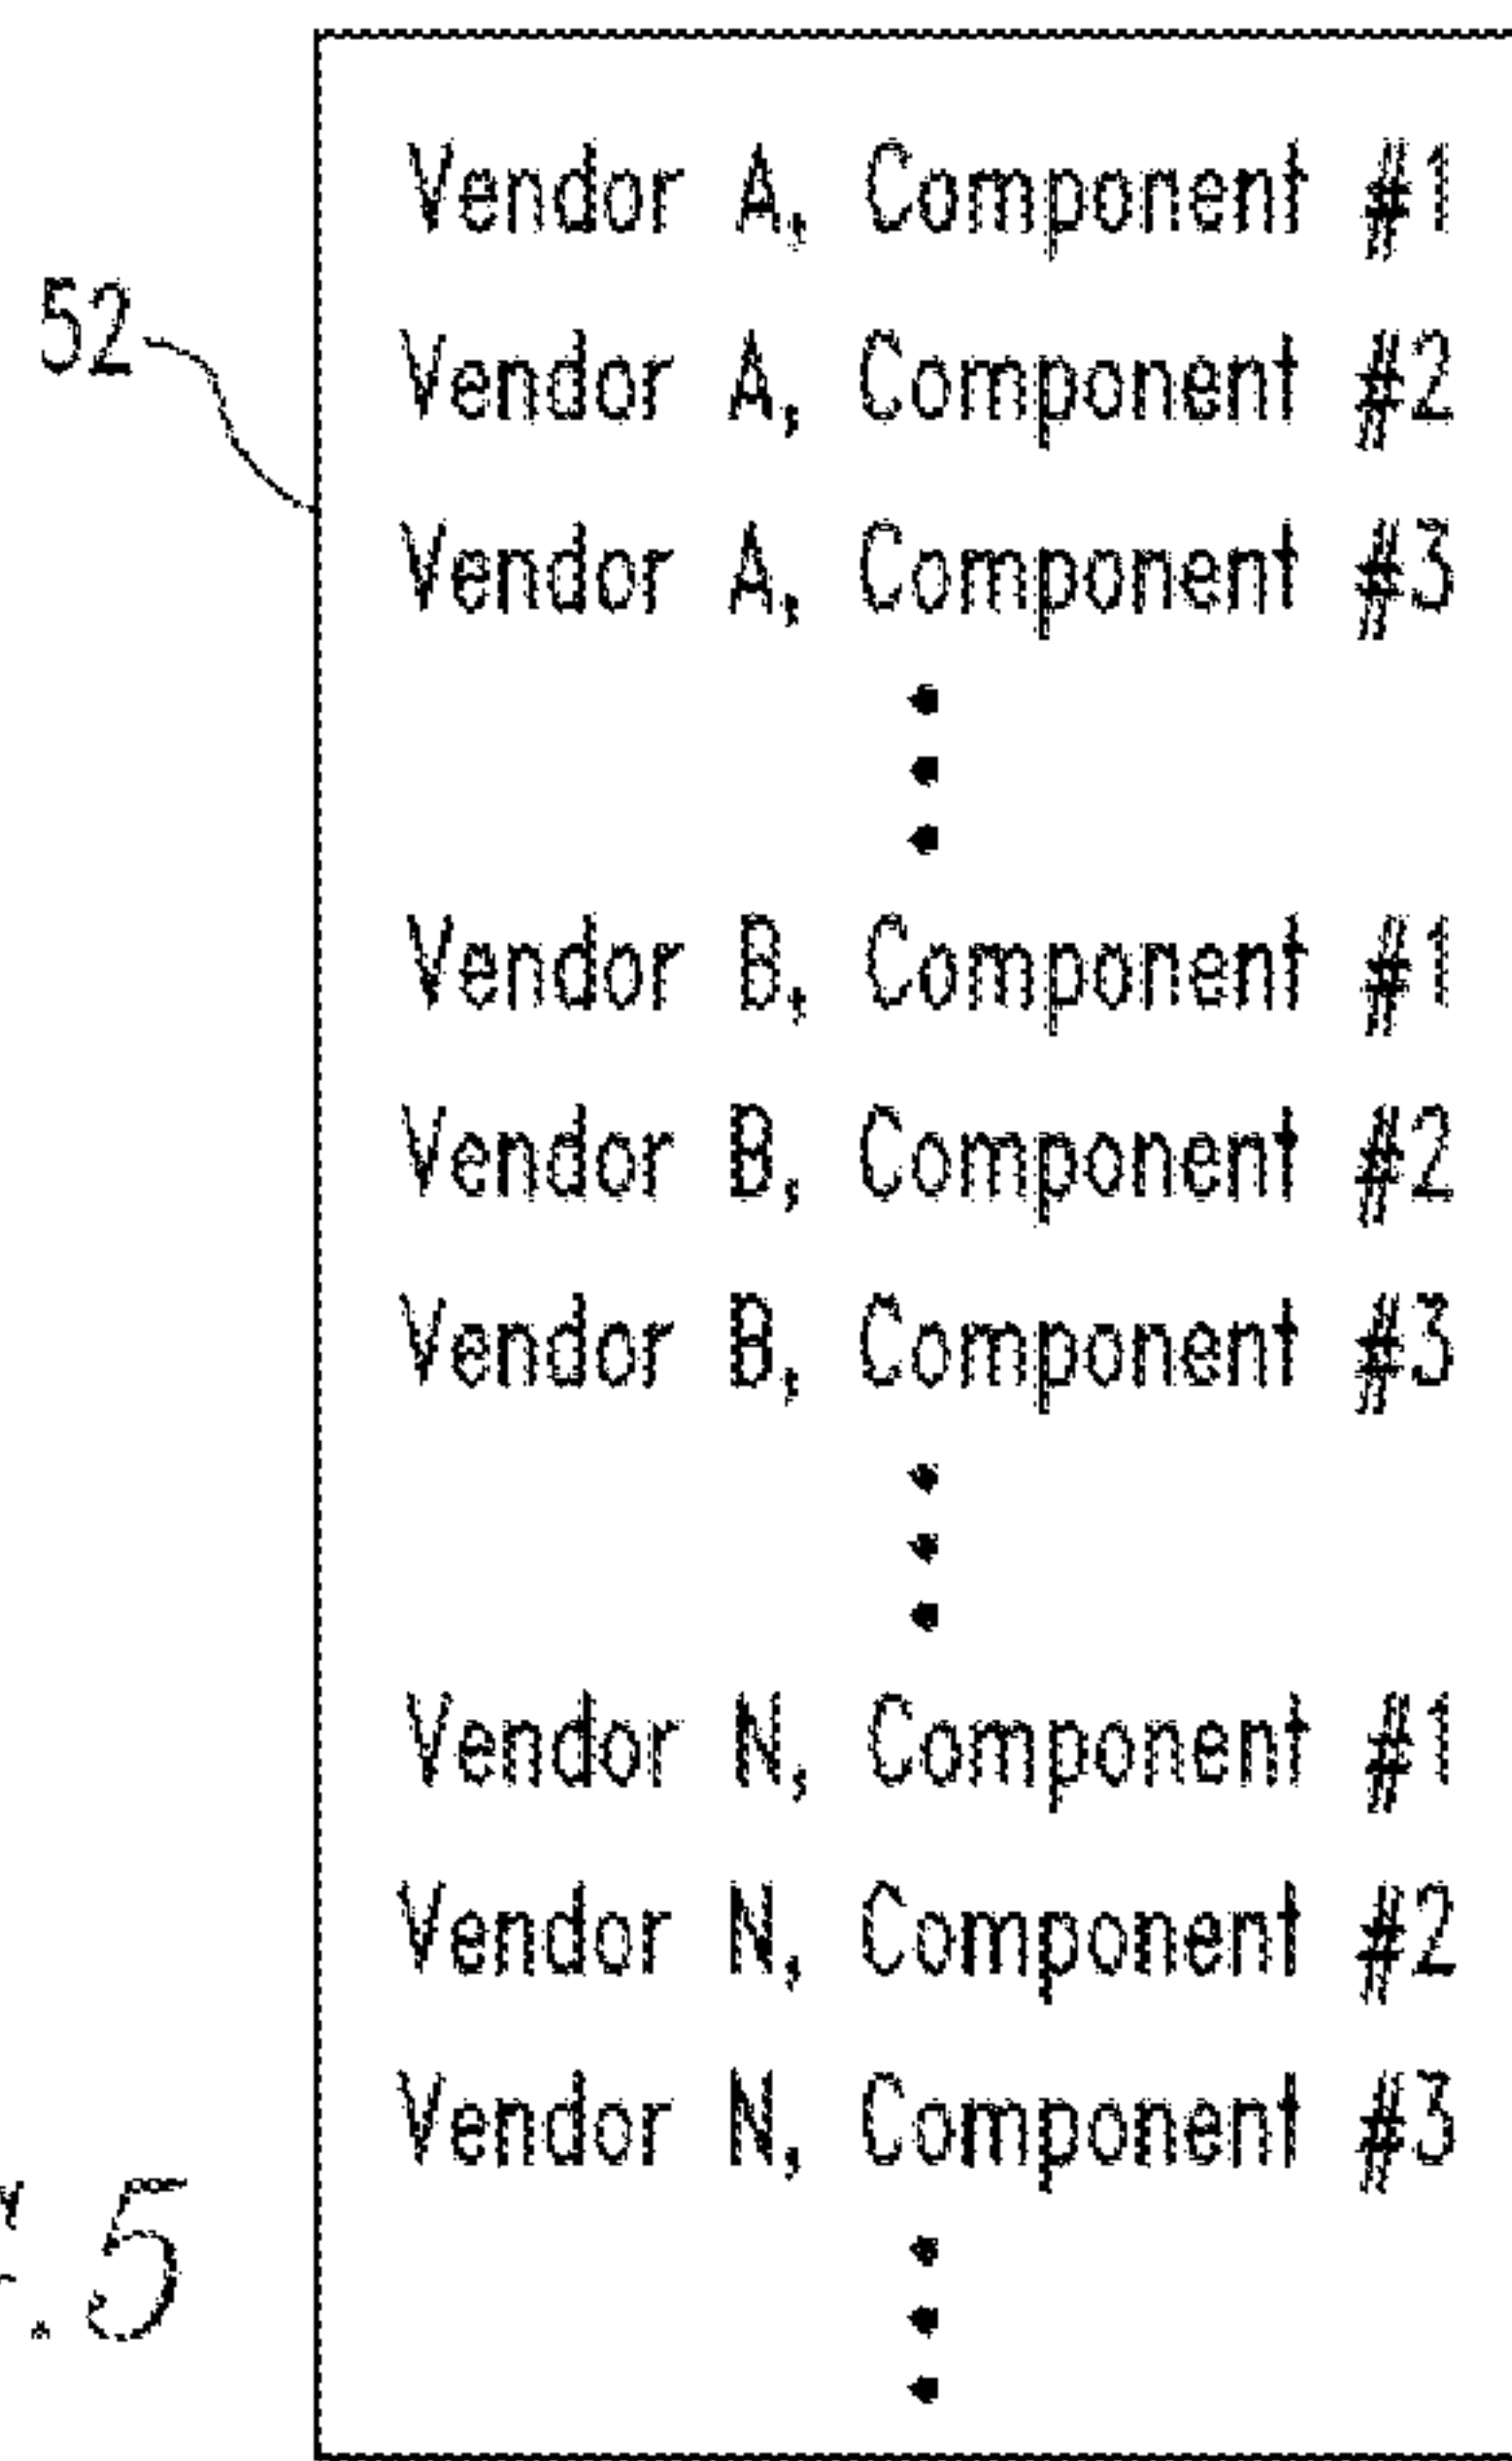 Vendor A, Component #1
52
Vendor A, Component #2
Vendor A, Component #3
Vendor B, Component #1
Vendor B, Component #2
Vendor B, Component #3
Vendor N, Component #1
Vendor N, Component #2
Vendor N, Component #3
.5